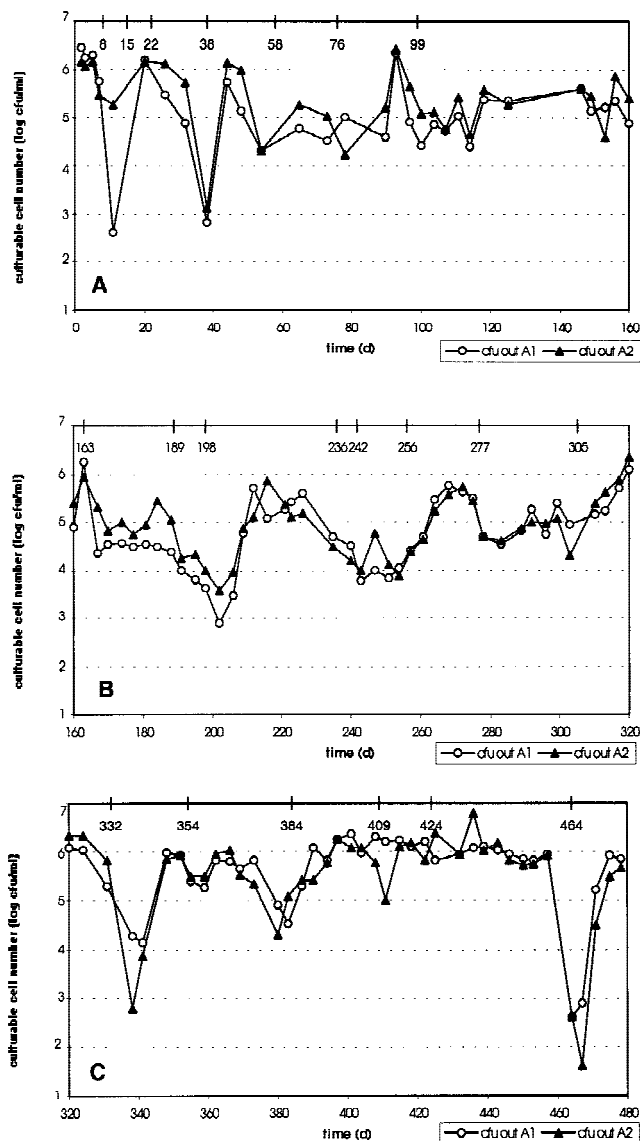 7
8 15 22 38 58 76 99
6
5
4
3
2
1
culturable cell number (log cfu/ml)
A
0 20 40 60 80 100 120 140 160
time (d)
cfu out A1 cfu out A2
7
163 189 198 236 242 256 277 305
6
5
4
3
2
1
culturable cell number (log cfu/ml)
B
160 180 200 220 240 260 280 300 320
time (d)
cfu out A1 cfu out A2
7
332 354 384 409 424 464
6
5
4
3
2
1
culturable cell number (log cfu/ml)
C
320 340 360 380 400 420 440 460 480
time (d)
cfu out A1 cfu out A2